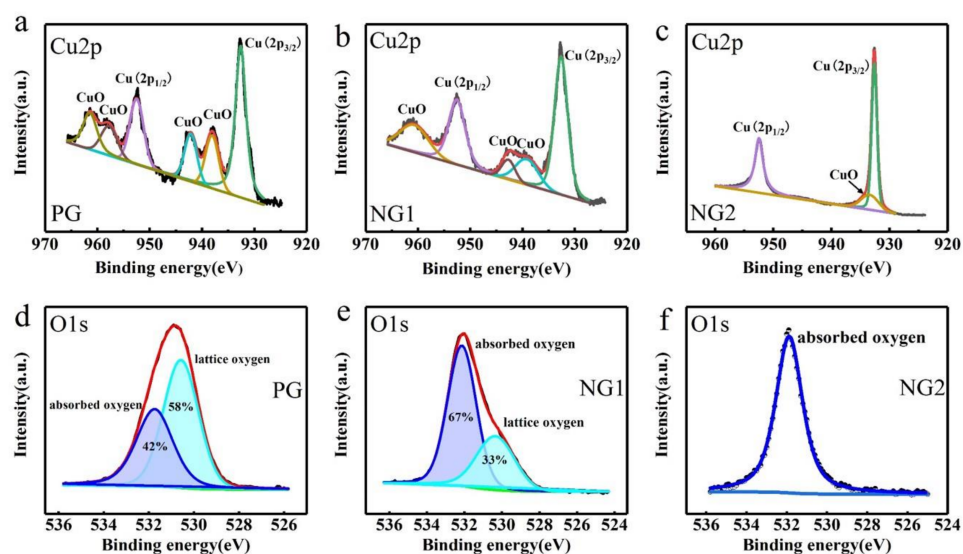 a
Cu2p
CuO
CuO
Cu(2p1/2)
CuO
CuO
Cu(2p3/2)
PG
Intensity(a.u.)
970 960 950 940 930 920
Binding energy(eV)
b
Cu2p
CuO
Cu(2p1/2)
CuO
CuO
Cu(2p3/2)
NG1
Intensity(a.u.)
970 960 950 940 930 920
Binding energy(eV)
c
Cu2p
Cu(2p3/2)
Cu(2p1/2)
CuO
NG2
Intensity(a.u.)
960 950 940 930 920
Binding energy(eV)
d
O1s
lattice oxygen
PG
absorbed oxygen
58%
42%
Intensity(a.u.)
536 534 532 530 528 526
Binding energy(eV)
e
O1s
absorbed oxygen
NG1
lattice oxygen
67%
33%
Intensity(a.u.)
536 534 532 530 528 526 524
Binding energy(eV)
f
O1s
absorbed oxygen
NG2
Intensity(a.u.)
536 534 532 530 528 526 524
Binding energy(eV)